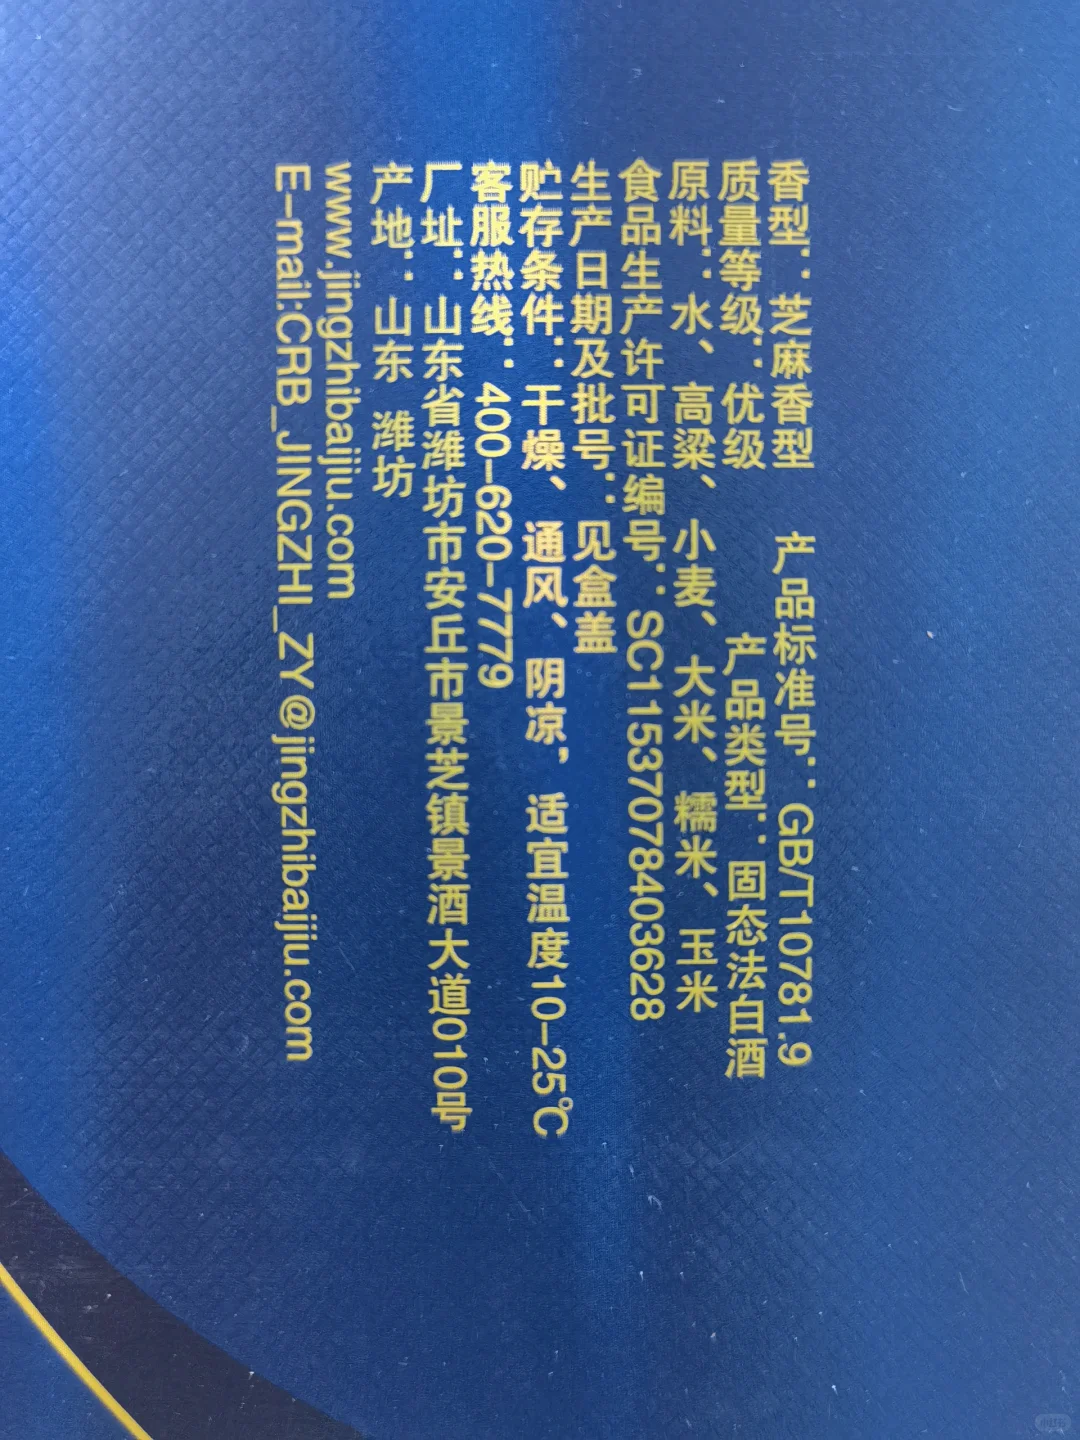 香型：芝麻香型 产品标准号：GB/T10781.9
质量等级：优级 产品类型：固态法白酒
原料：水、高粱、小麦、大米、糯米、玉米
食品生产许可证编号：SC11537078403628
生产日期及批号：见盒盖
贮存条件：干燥、通风、阴凉，适宜温度10-25℃
客服热线：400-620-7779
厂址：山东省潍坊市安丘市景芝镇景酒大道010号
产地：山东 潍坊
www.jingzhibaijiu.com
E-mail:CRB_JINGZHI_ZY@jingzhibaijiu.com